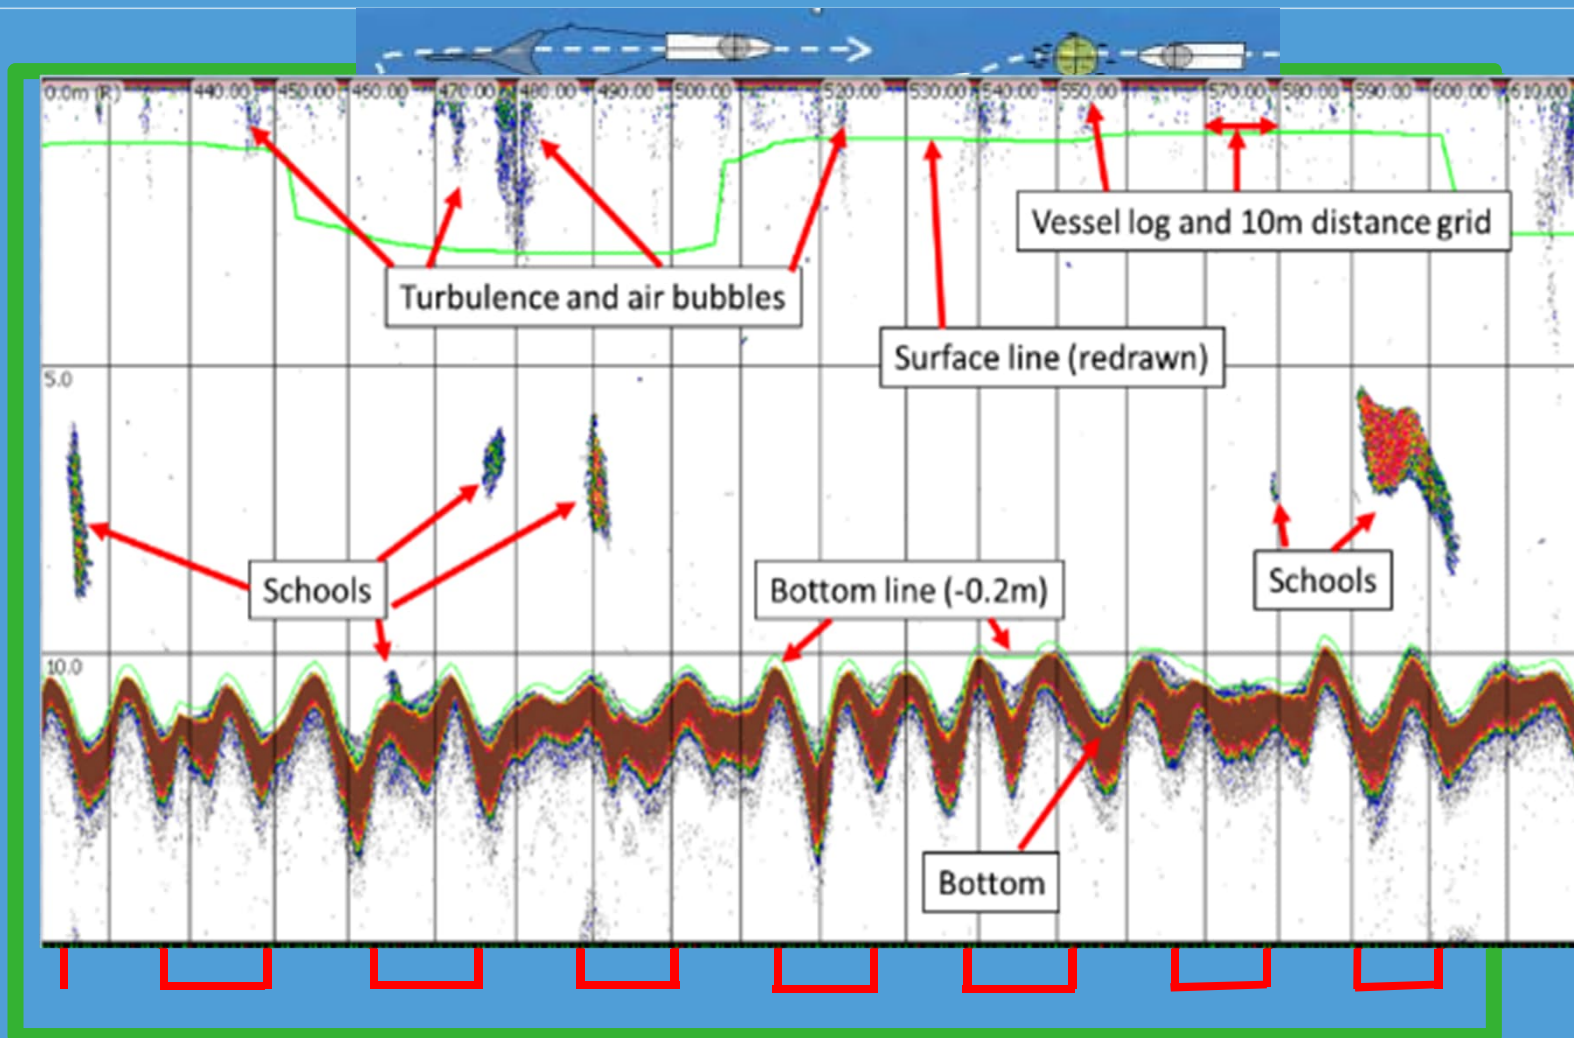 0.0m (R) 440.00 450.00 460.00 470.00 480.00 490.00 500.00 520.00 530.00 540.00 550.00 570.00 580.00 590.00 600.00 610.00
Vessel log and 10m distance grid
Turbulence and air bubbles
Surface line (redrawn)
5.0
Schools
Bottom line (-0.2m)
Schools
10.0
Bottom